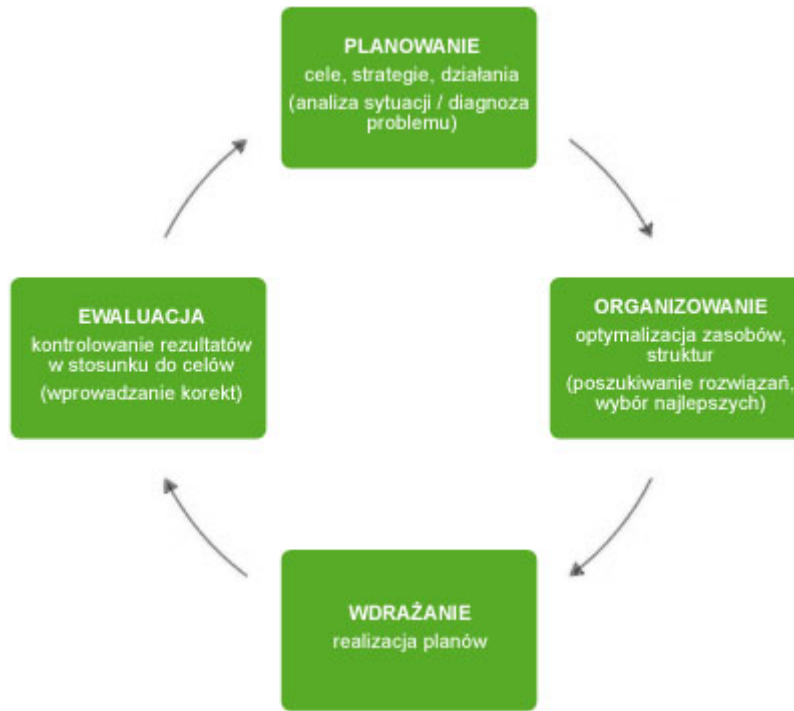 PLANOWANIE
cele, strategie, działania
(analiza sytuacji / diagnoza
problemu)
ORGANIZOWANIE
optymalizacja zasobów,
struktur
(poszukiwanie rozwiązań,
wybór najlepszych)
WDRAŻANIE
realizacja planów
EWALUACJA
kontrolowanie rezultatów
w stosunku do celów
(wprowadzanie korekt)